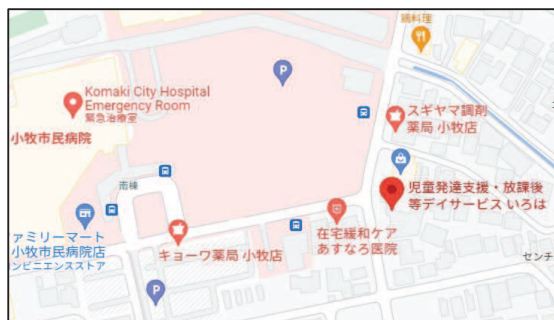 鶏料理
P
Komaki City Hospital
Emergency Room
緊急治療室
小牧市民病院
スギヤマ調剤
薬局 小牧店
南棟
児童発達支援・放課後
等デイサービス いろは
ァミリーマート
小牧市民病院店
ンビニエンスストア
キョーワ薬局 小牧店
在宅緩和ケア
あすなろ医院
センチ
P